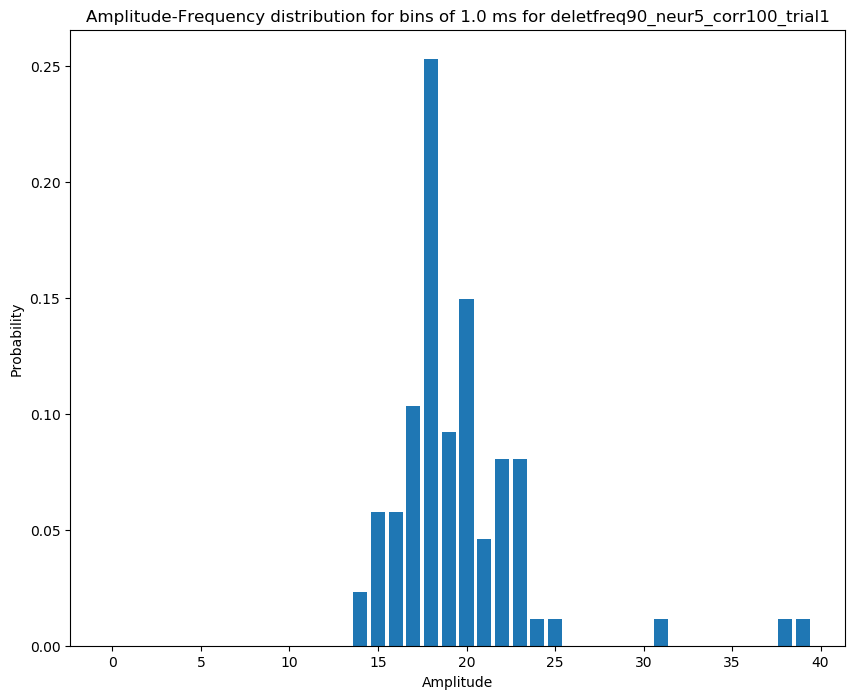 Amplitude-Frequency distribution for bins of 1.0 ms for deletfreq90_neur5_corr100_trial1
0.25
0.20
0.15
0.10
0.05
0.00
Probability
0 5 10 15 20 25 30 35 40
Amplitude